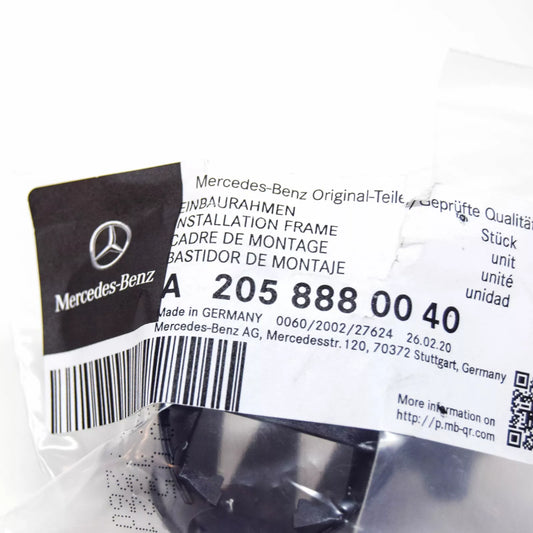 Mercedes-Benz
Mercedes-Benz Original-Teile/Geprüfte Qualität
EINBAURAHMEN
INSTALLATION FRAME
CADRE DE MONTAGE
BASTIDOR DE MONTAJE
Stück
unit
unité
unidad
A 205 888 00 40
Made in GERMANY 0060/2002/27624 26.02.20
Mercedes-Benz AG, Mercedesstr.120, 70372 Stuttgart, Germany
More information on
http://p.mb-qr.com